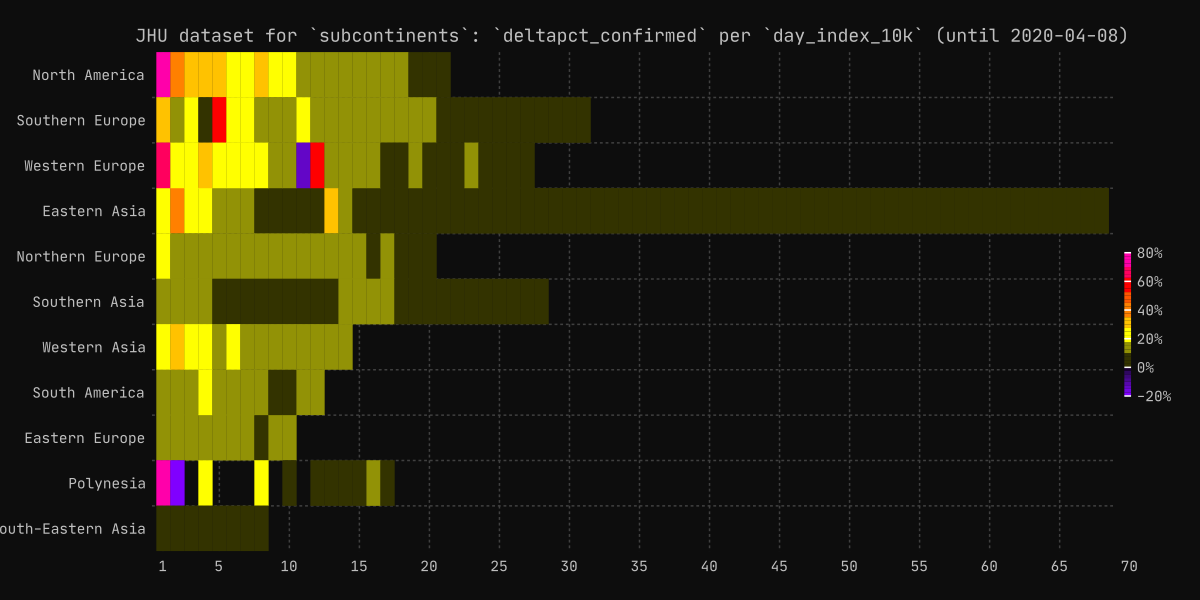 JHU dataset for `subcontinents`: `deltapct_confirmed` per `day_index_10k` (until 2020-04-08)
North America
Southern Europe
Western Europe
Eastern Asia
Northern Europe
Southern Asia
Western Asia
South America
Eastern Europe
Polynesia
outh-Eastern Asia
80%
60%
40%
20%
0%
-20%
1 5 10 15 20 25 30 35 40 45 50 55 60 65 70